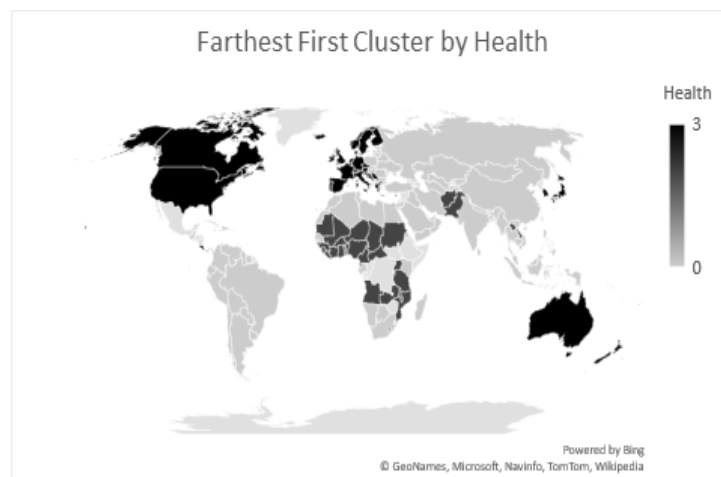 Farthest First Cluster by Health
Health
3
0
Powered by Bing
© GeoNames, Microsoft, Navinfo, TomTom, Wikipedia